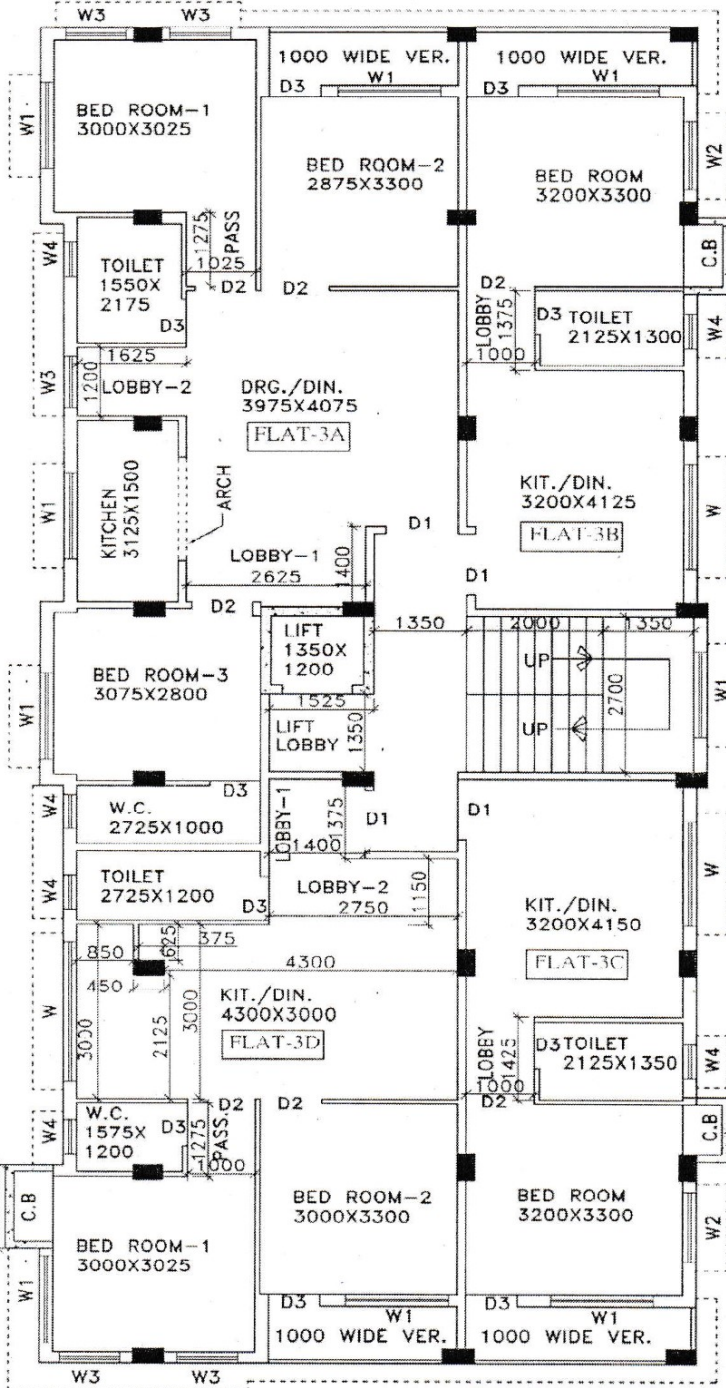 W3
W3
1000 WIDE VER.
W1
D3
1000 WIDE VER.
W1
D3
W1
BED ROOM-1
3000X3025
BED ROOM-2
2875X3300
BED ROOM
3200X3300
W2
C.B
W4
TOILET
1550X
2175
D3
1275
PASS
1025
D2
D2
D2
LOBBY
1375
1000
D3
TOILET
2125X1300
W4
W3
1625
1200
LOBBY-2
DRG./DIN.
3975X4075
FLAT-3A
W1
KITCHEN
3125X1500
ARCH
KIT./DIN.
3200X4125
FLAT-3B
W
D1
LOBBY-1
2625
1400
D1
D2
LIFT
1350X
1200
1350
2000
1350
W1
BED ROOM-3
3075X2800
UP
UP
2700
W1
1525
LIFT
LOBBY
1350
D3
W4
W.C.
2725X1000
LOBBY-1
1375
D1
D1
1400
W4
TOILET
2725X1200
D3
LOBBY-2
2750
1150
KIT./DIN.
3200X4150
FLAT-3C
W
850
625
375
450
4300
W
3000
2125
3000
KIT./DIN.
4300X3000
FLAT-3D
LOBBY
1425
1000
D3
TOILET
2125X1350
W4
D2
D2
D2
W4
W.C.
1575X
1200
D3
1275
PASS.
1000
C.B
C.B
BED ROOM-2
3000X3300
BED ROOM
3200X3300
W2
BED ROOM-1
3000X3025
W1
D3
W1
1000 WIDE VER.
D3
W1
1000 WIDE VER.
W3
W3